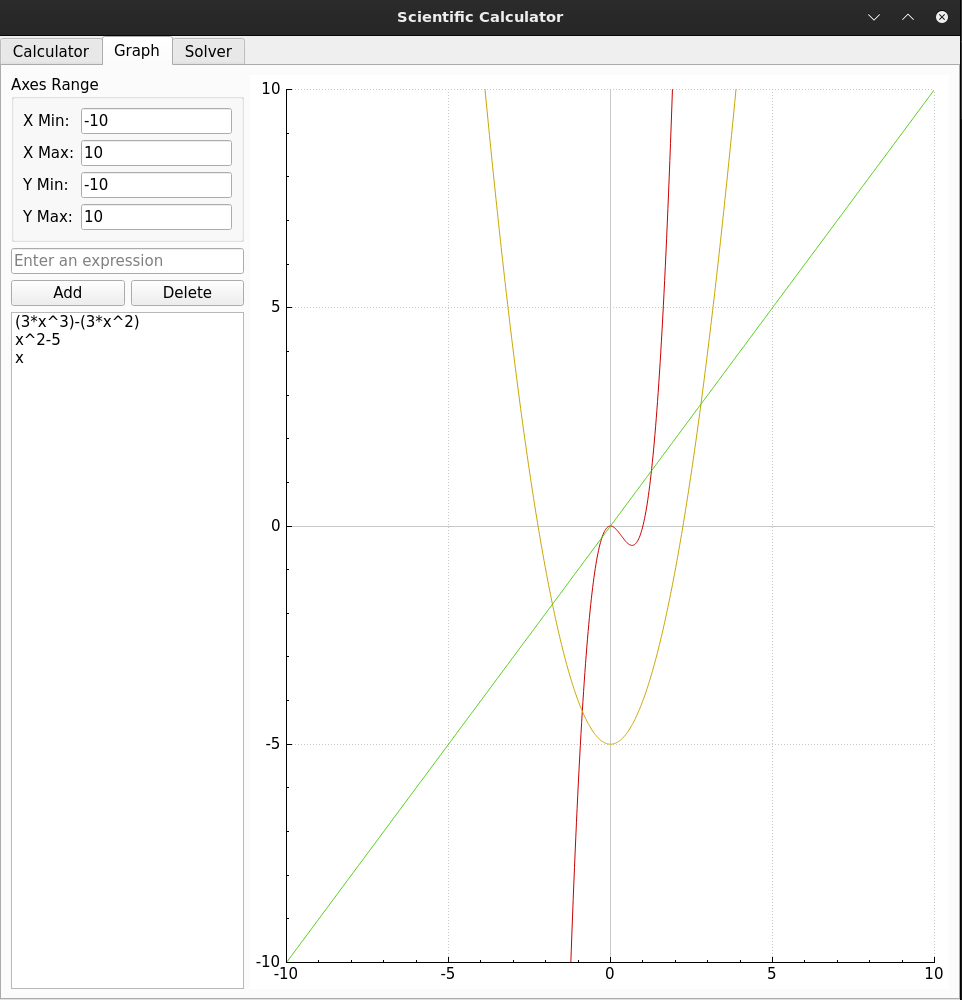 Scientific Calculator
Calculator Graph Solver
Axes Range
X Min: -10
X Max: 10
Y Min: -10
Y Max: 10
Enter an expression
Add Delete
(3*x^3)-(3*x^2)
x^2-5
x
10
5
0
-5
-10
-10 -5 0 5 10